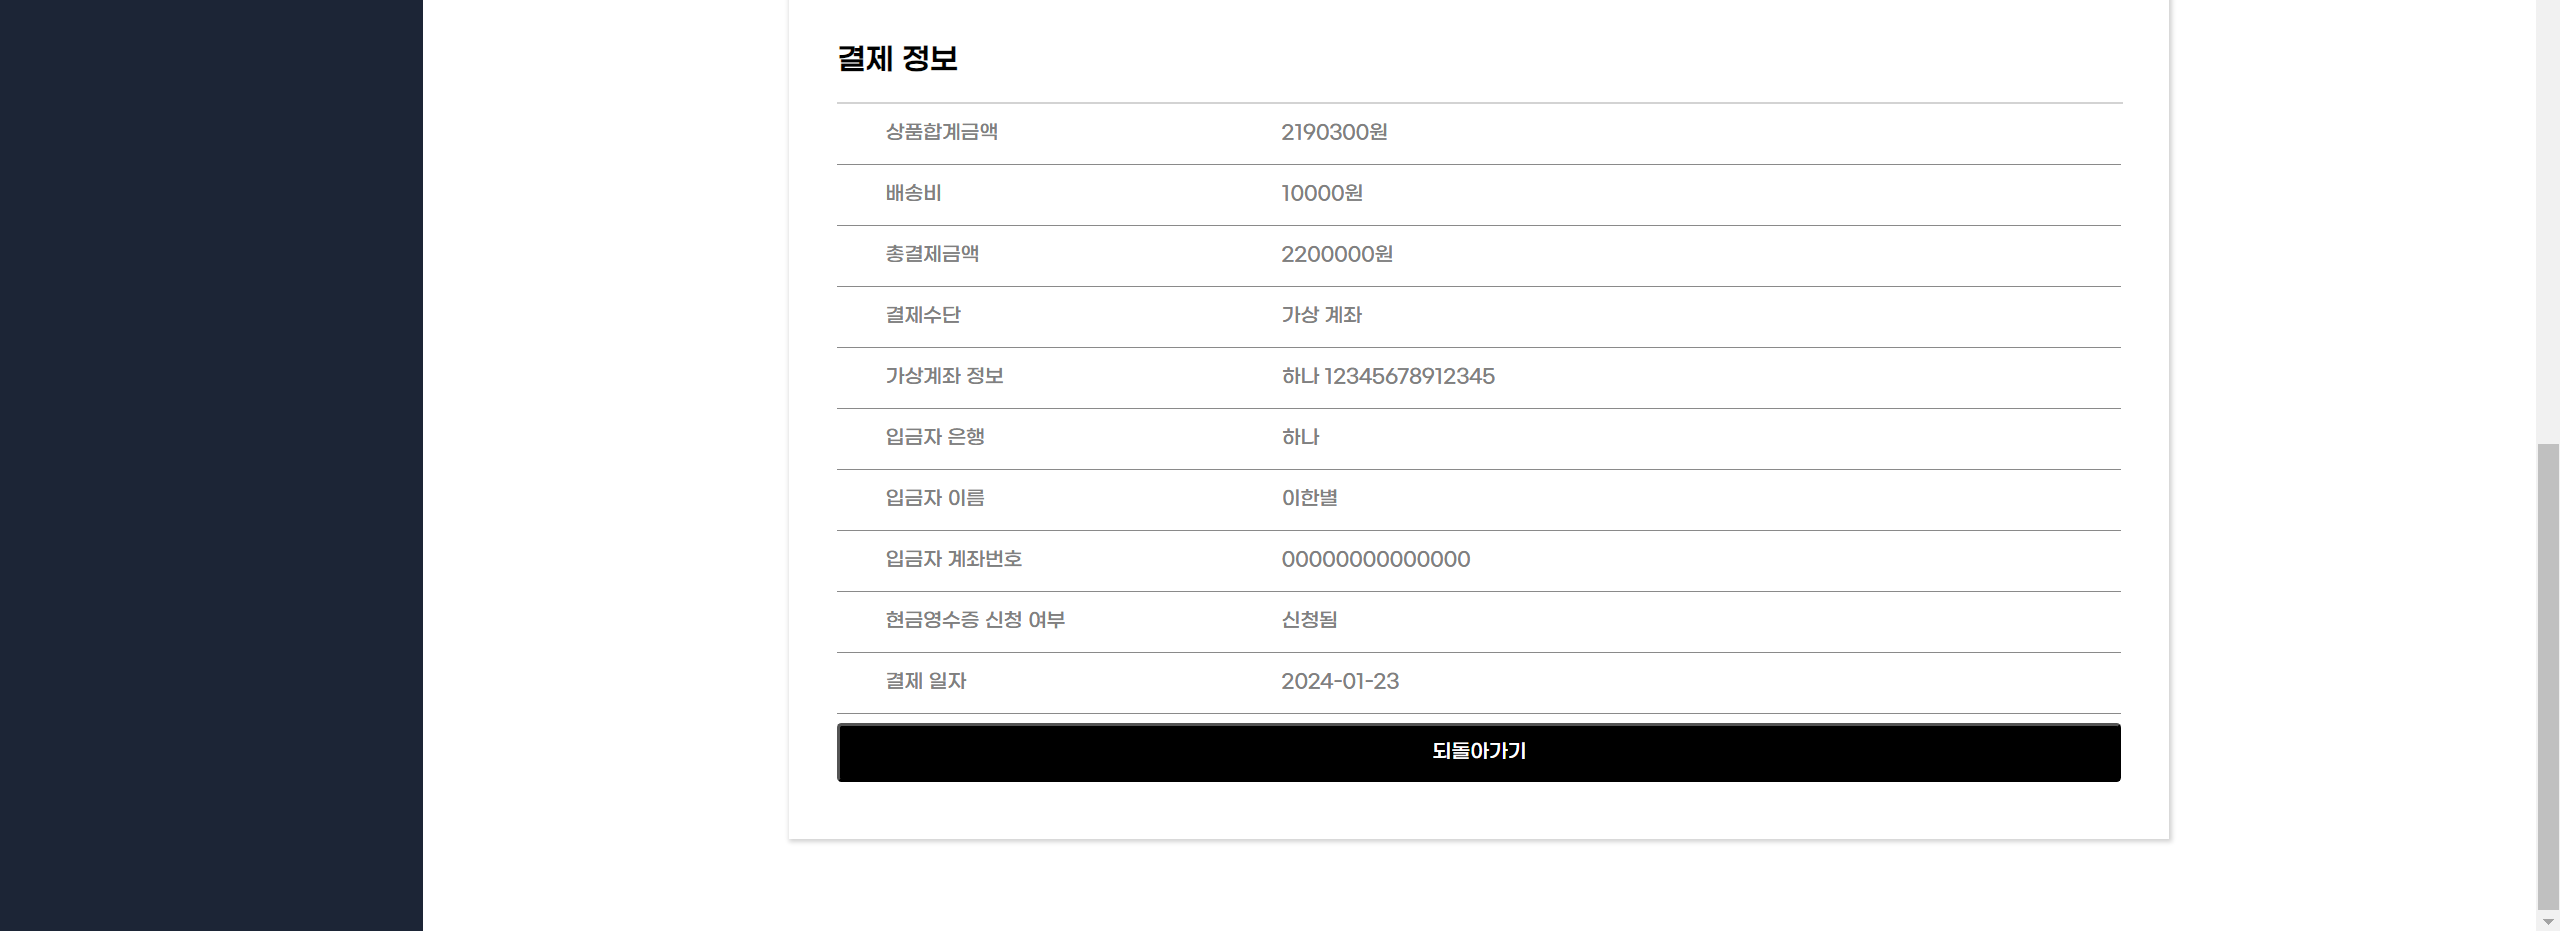 결제 정보
상품합계금액 2190300원
배송비 10000원
총결제금액 2200000원
결제수단 가상 계좌
가상계좌 정보 하나 12345678912345
입금자 은행 하나
입금자 이름 이한별
입금자 계좌번호 00000000000000
현금영수증 신청 여부 신청됨
결제 일자 2024-01-23
되돌아가기